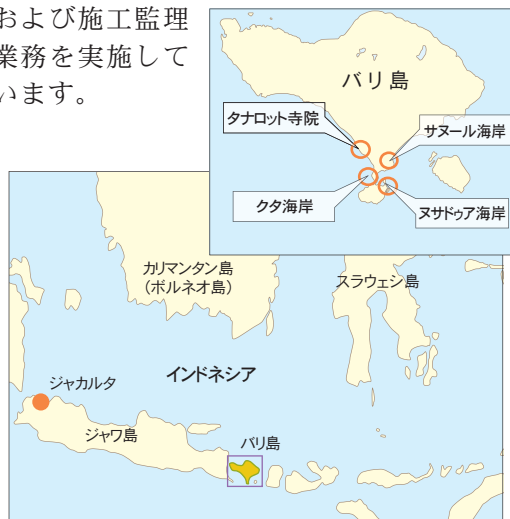 および施工監理
業務を実施して
います。
バリ島
タナロット寺院
サヌール海岸
クタ海岸
ヌサドゥア海岸
カリマンタン島
（ボルネオ島）
スラウェシ島
インドネシア
ジャカルタ
ジャワ島
バリ島